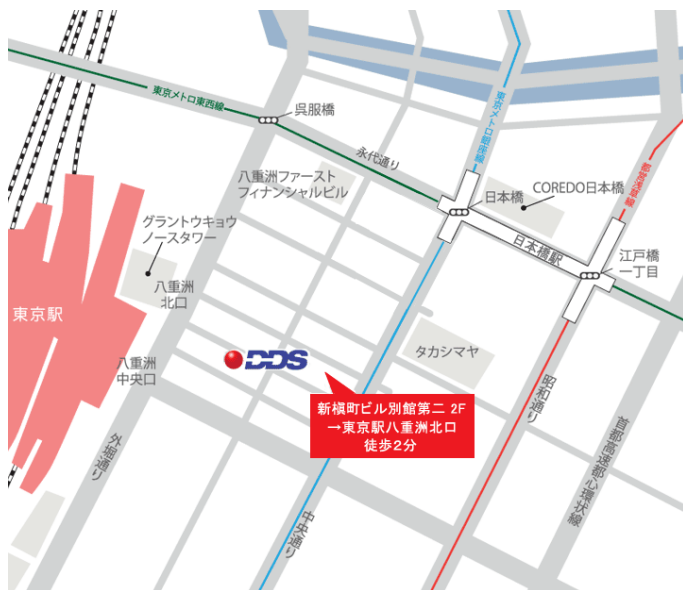 東京メトロ東西線
呉服橋
永代通り
東京メトロ銀座線
都営浅草線
八重洲ファースト
フィナンシャルビル
日本橋
COREDO日本橋
グラントウキョウ
ノースタワー
日本橋駅
江戸橋
一丁目
八重洲
北口
東京駅
タカシマヤ
DDS
八重洲
中央口
新槇町ビル別館第二 2F
→東京駅八重洲北口
徒歩2分
昭和通り
首都高速都心環状線
外堀通り
中央通り